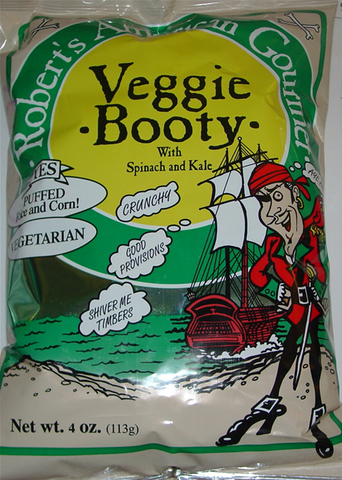 Robert's American Gourmet
Veggie
·Booty·
With
Spinach and Kale
PUFFED
Rice and Corn!
VEGETARIAN
CRUNCHY
GOOD
PROVISIONS
SHIVER ME
TIMBERS
Net wt. 4 oz. (113g)